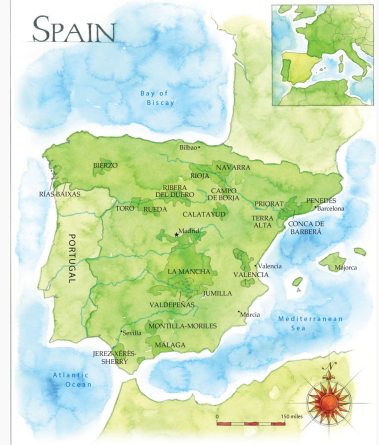 SPAIN
Bay of
Biscay
Bilbao
BIERZO
NAVARRA
RIOJA
RÍAS BAIXAS
RIBERA
DEL DUERO
CAMPO
DE BORJA
PRIORAT
PENEDÈS
Barcelona
TORO
RUEDA
CALATAYUD
TERRA
ALTA
CONCA DE
BARBERÀ
Madrid
PORTUGAL
LA MANCHA
Valencia
VALENCIA
Majorca
JUMILLA
VALDEPEÑAS
Murcia
Mediterranean
Sea
MONTILLA-MORILES
Sevilla
MALAGA
JEREZ-XÉRÈS-
SHERRY
Atlantic
Ocean
N
0
150 miles